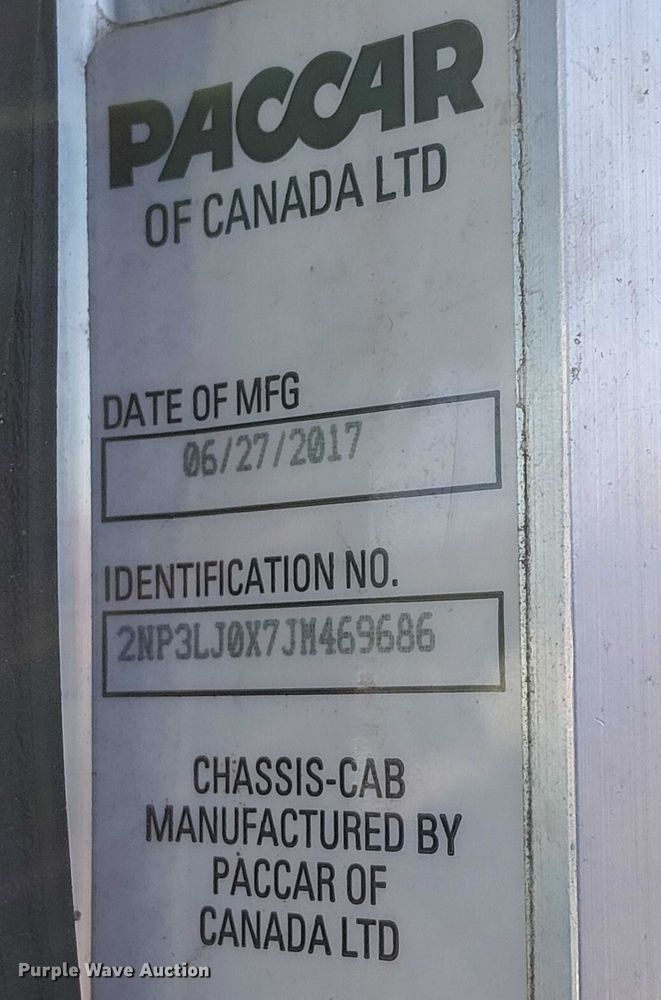 PACCAR
OF CANADA LTD
DATE OF MFG
06/27/2017
IDENTIFICATION NO.
2NP3LJ0X7JM469686
CHASSIS-CAB
MANUFACTURED BY
PACCAR OF
CANADA LTD
Purple Wave Auction